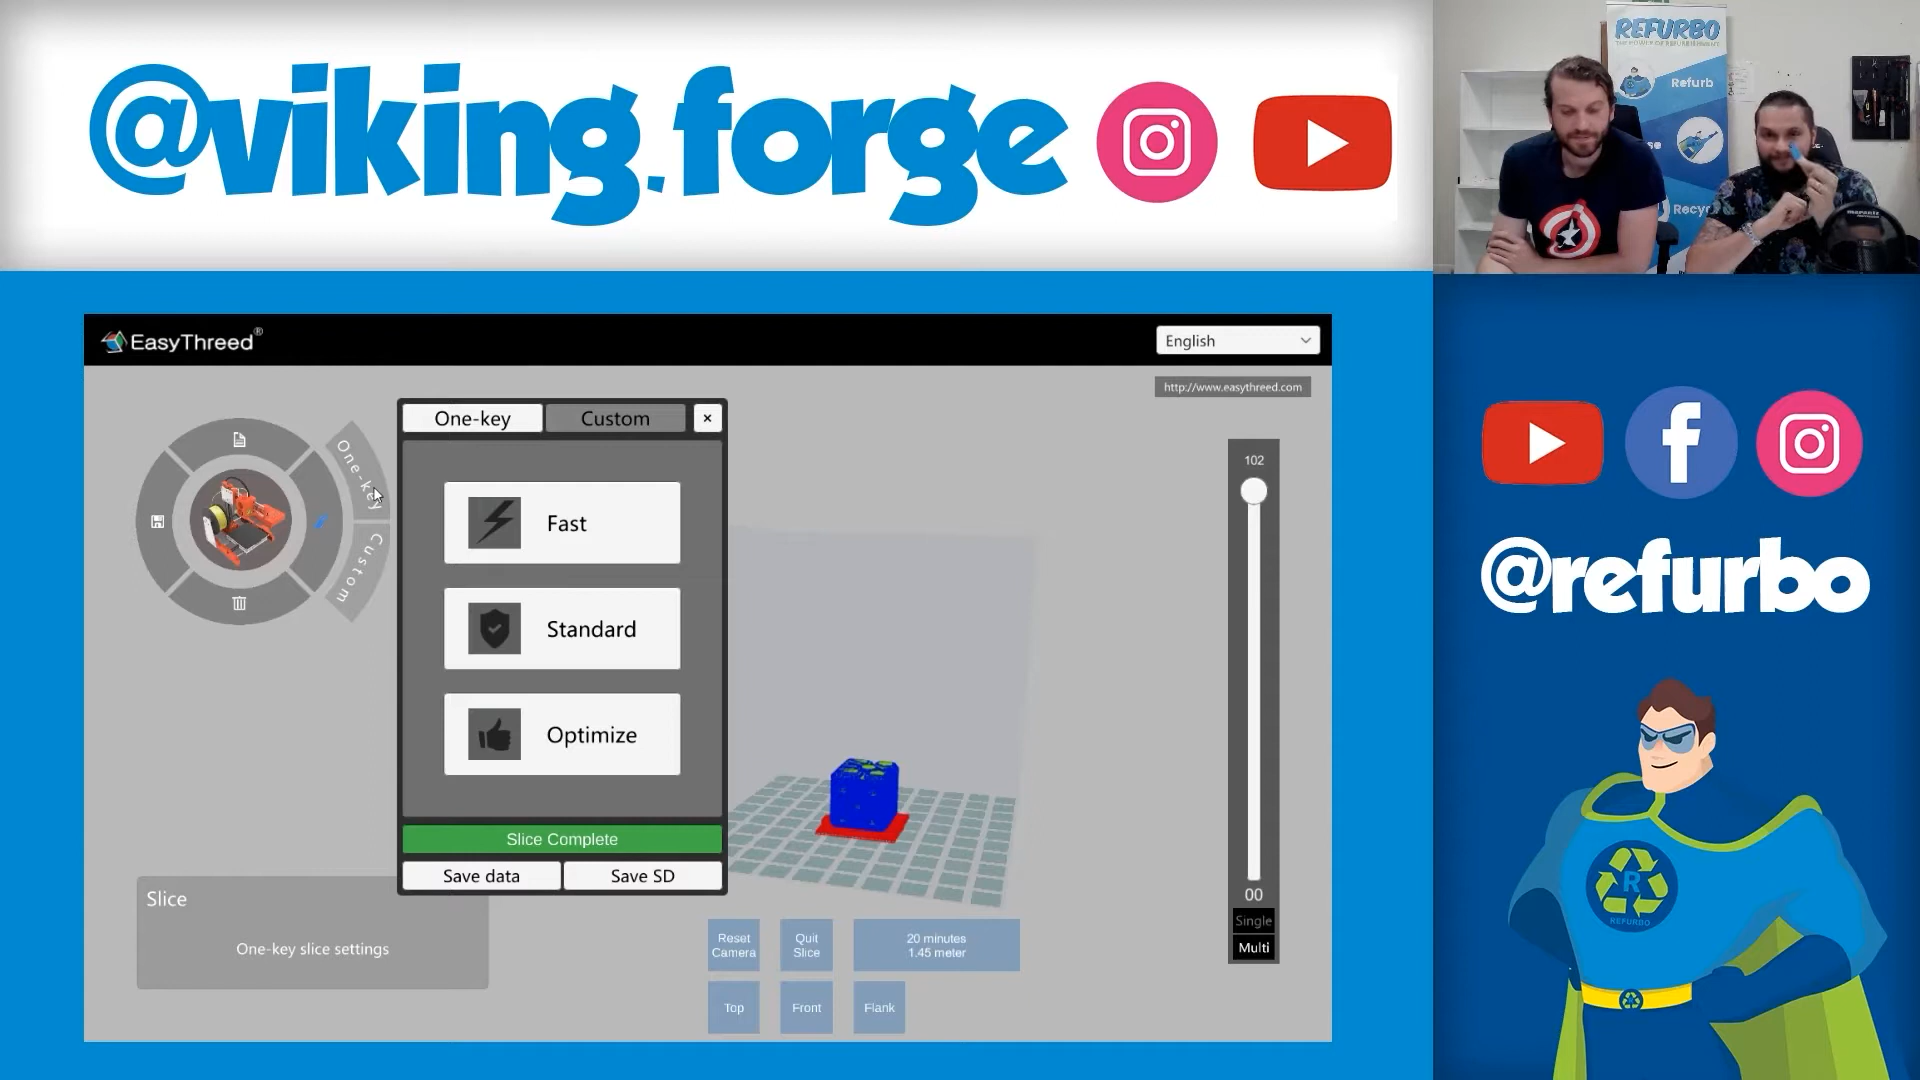 @viking.forge
REFURBO
Refurb
Recyc
EasyThreed®
English
http://www.easythreed.com
One-key
Custom
×
One-key
Custom
Fast
Standard
Optimize
Slice Complete
Save data
Save SD
Slice
One-key slice settings
102
00
Single
Multi
Reset
Camera
Quit
Slice
20 minutes
1.45 meter
Top
Front
Flank
@refurbo
R
REFURBO